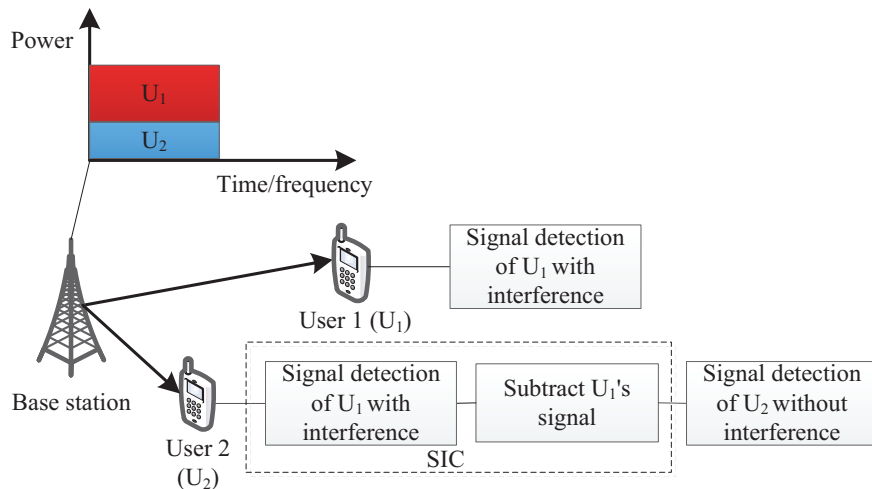 Power
U₁
U₂
Time/frequency
Signal detection
of U₁ with
interference
User 1 (U₁)
Base station
User 2
(U₂)
Signal detection
of U₁ with
interference
Subtract U₁'s
signal
SIC
Signal detection
of U₂ without
interference